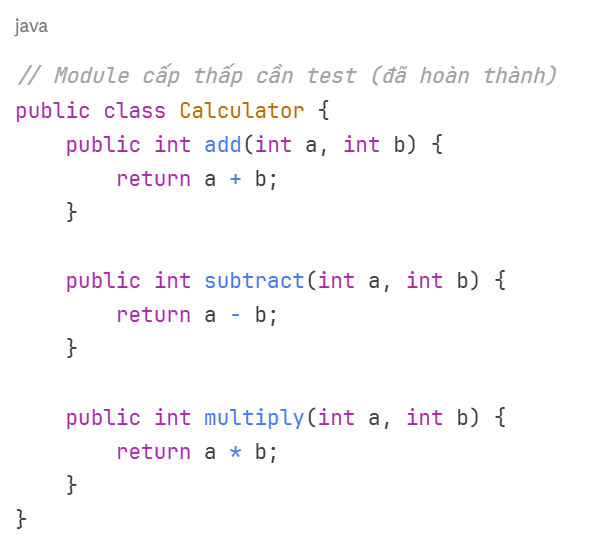 java
// Module cấp thấp cần test (đã hoàn thành)
public class Calculator {
    public int add(int a, int b) {
        return a + b;
    }

    public int subtract(int a, int b) {
        return a - b;
    }

    public int multiply(int a, int b) {
        return a * b;
    }
}